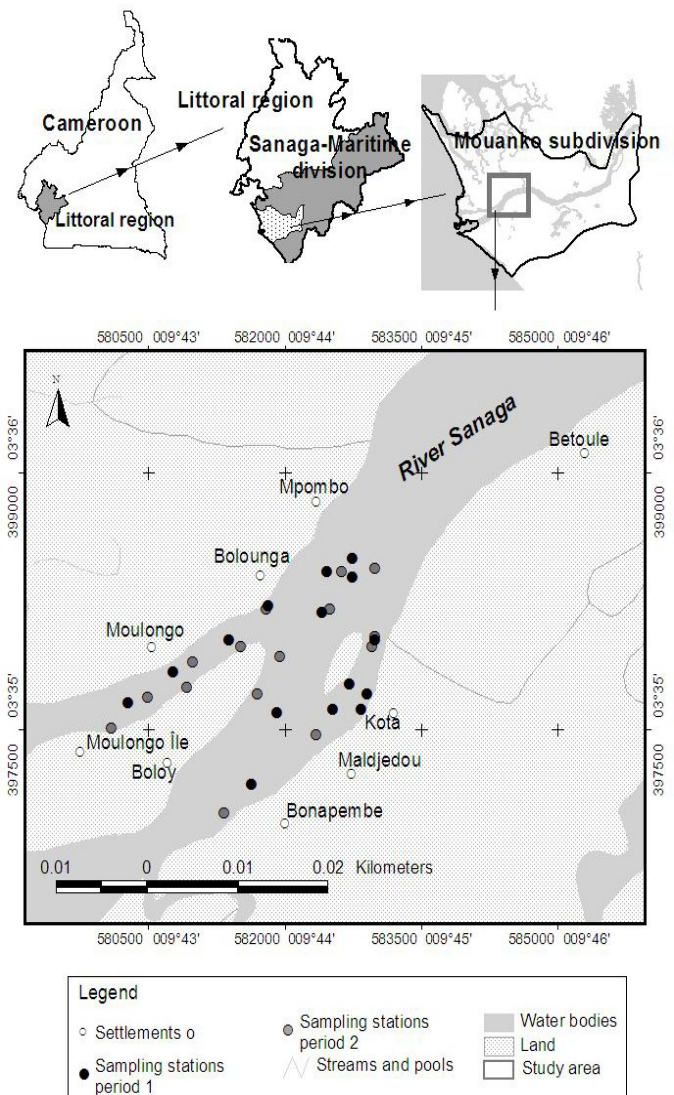 Cameroon
Littoral region
Littoral region
Sanaga-Maritime
division
Mouanko subdivision
580500 009°43'
582000 009°44'
583500 009°45'
585000 009°46'
N
03°36'
399000
03°35'
397500
03°36'
399000
03°35'
397500
River Sanaga
Betoule
Mpombo
Bolounga
Moulongo
Kota
Moulongo Île
Boloy
Maldjedou
Bonapembe
0.01 0 0.01 0.02 Kilometers
580500 009°43'
582000 009°44'
583500 009°45'
585000 009°46'
Legend
Settlements o
Sampling stations
period 1
Sampling stations
period 2
Streams and pools
Water bodies
Land
Study area